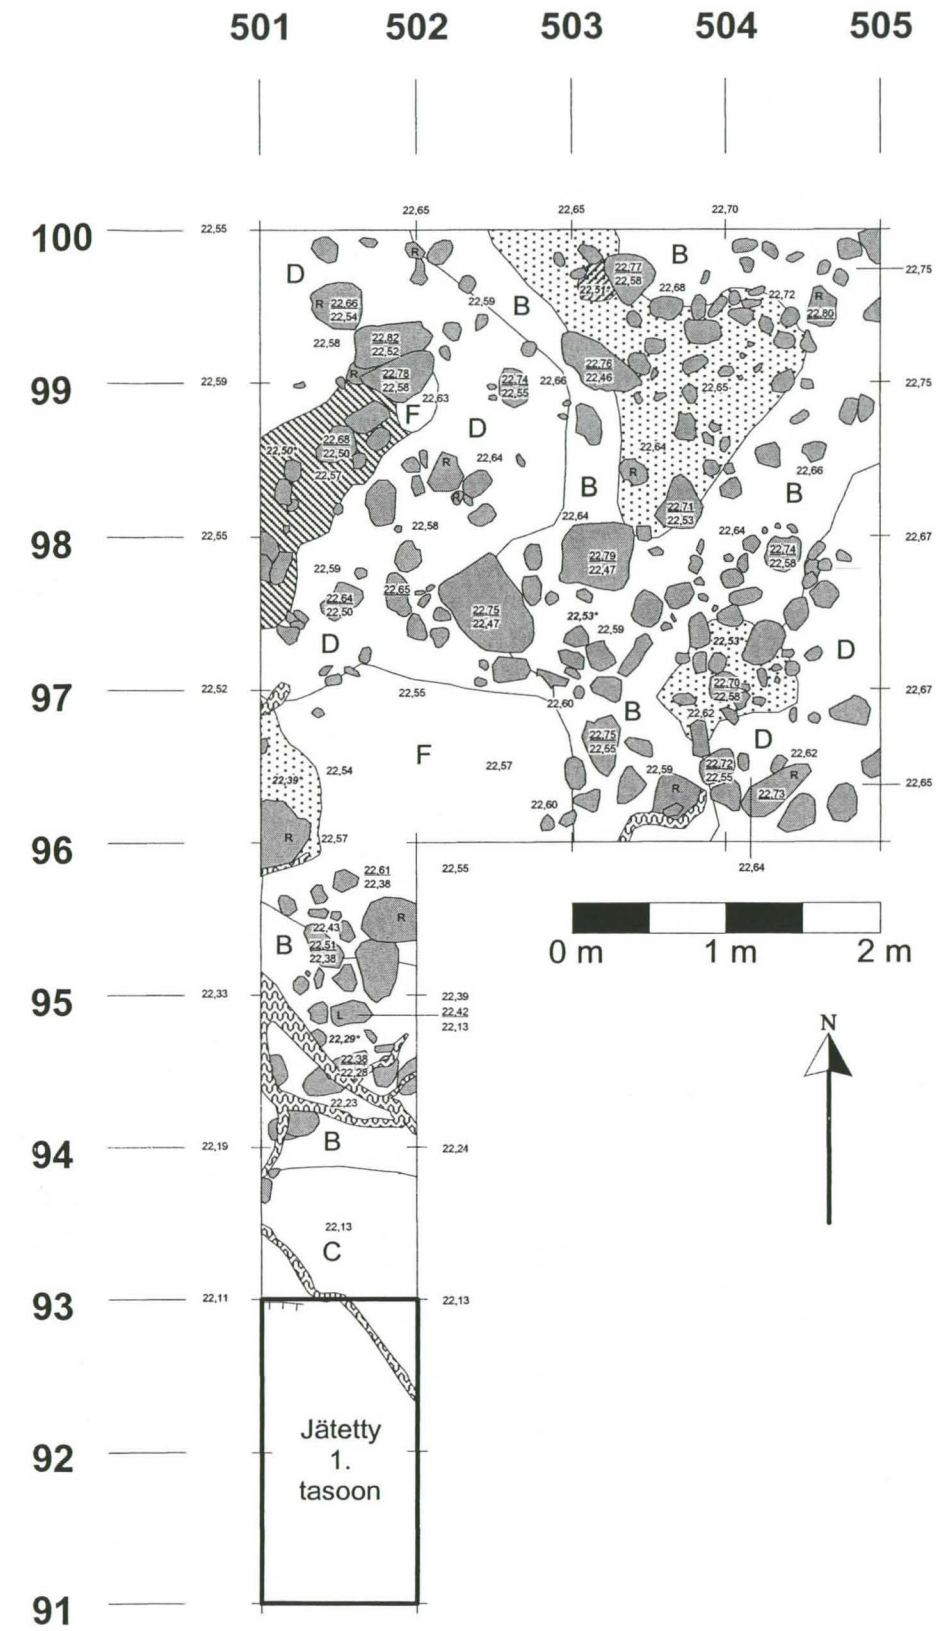 501 502 503 504 505
22,65 22,65 22,70
100 22,55
B
D
22,77
22,58
22,75
22,51*
22,68
22,72
R
R
R
22,66
22,54
22,59
B
22,80
22,58
22,82
22,52
22,76
22,46
R
22,78
22,58
99 22,59
22,74
22,55
22,66
22,65
22,75
22,63
F
D
22,68
22,50
22,50*
22,57
R
22,64
22,64
R
22,66
R
B
B
22,71
22,53
22,58
22,64
22,64
98 22,55
22,67
22,79
22,47
22,74
22,58
22,59
22,65
22,64
22,50
22,75
22,47
22,53*
22,59
22,53*
D
D
97 22,52
22,55
22,60
22,70
22,58
22,67
B
22,62
D
F
22,75
22,55
22,54
22,57
22,59
22,72
22,55
22,62
R
22,39*
R
22,73
22,65
22,60
R
22,57
96
22,61
22,38
22,55
22,64
R
22,43
B
22,51
22,38
0 m 1 m 2 m
95 22,33
22,39
L
22,42
22,13
22,29*
N
22,38
22,28
22,23
B
94 22,19
22,24
22,13
C
93 22,11
22,13
Jätetty
92 1.
tasoon
91